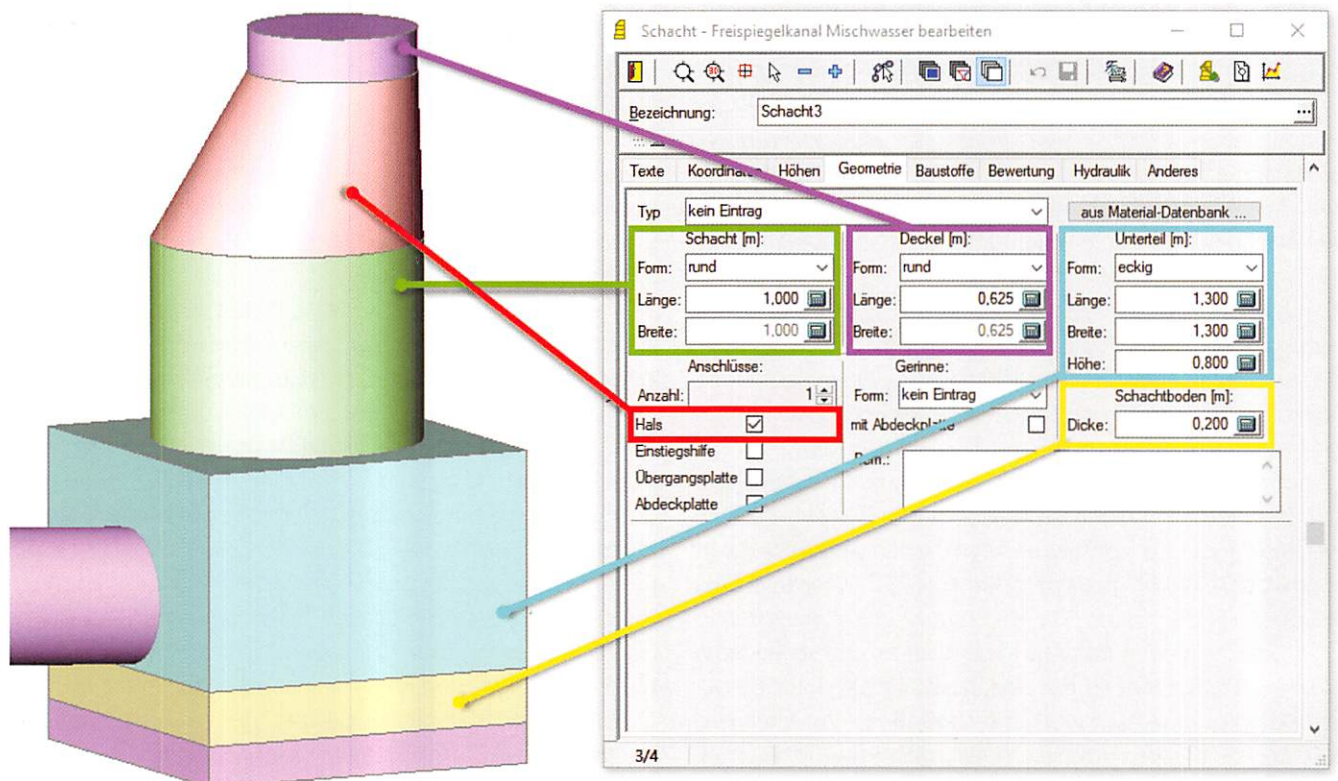 Schacht - Freispiegelkanal Mischwasser bearbeiten
Bezeichnung: Schacht3 ...
Texte Koordinaten Höhen Geometrie Baustoffe Bewertung Hydraulik Anderes
Typ kein Eintrag aus Material-Datenbank ...
Schacht [m]: Deckel [m]: Unterteil [m]:
Form: rund Form: rund Form: eckig
Länge: 1,000 Länge: 0,625 Länge: 1,300
Breite: 1,000 Breite: 0,625 Breite: 1,300
Anschlüsse: Gerinne: Höhe: 0,800
Anzahl: 1 Form: kein Eintrag Schachtboden [m]:
Hals mit Abdeckplatte Dicke: 0,200
Einstiegshilfe Bem.:
Übergangsplatte
Abdeckplatte
3/4